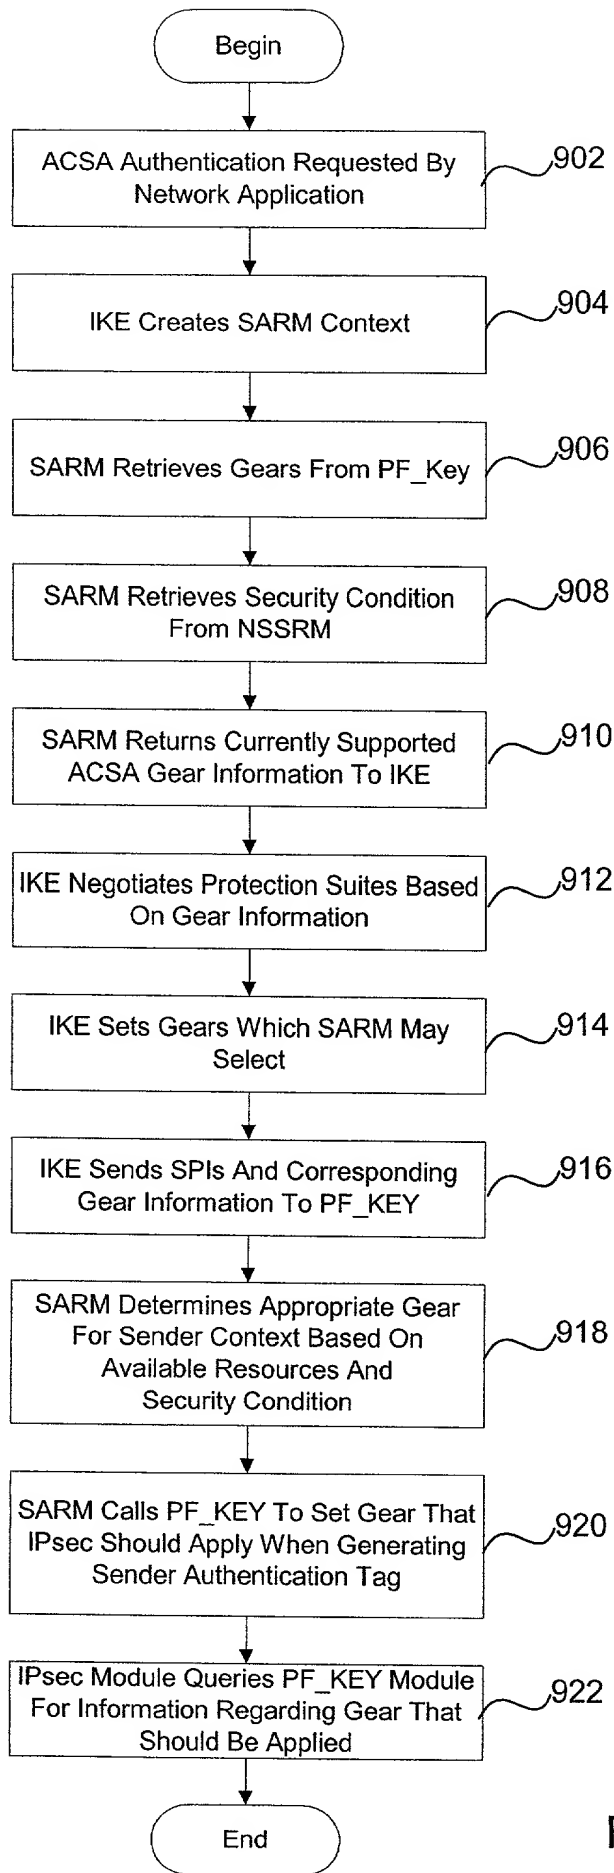 Begin
ACSA Authentication Requested By
Network Application
902
IKE Creates SARM Context
904
SARM Retrieves Gears From PF_Key
906
SARM Retrieves Security Condition
From NSSRM
908
SARM Returns Currently Supported
ACSA Gear Information To IKE
910
IKE Negotiates Protection Suites Based
On Gear Information
912
IKE Sets Gears Which SARM May
Select
914
IKE Sends SPIs And Corresponding
Gear Information To PF_KEY
916
SARM Determines Appropriate Gear
For Sender Context Based On
Available Resources And
Security Condition
918
SARM Calls PF_KEY To Set Gear That
IPsec Should Apply When Generating
Sender Authentication Tag
920
IPsec Module Queries PF_KEY Module
For Information Regarding Gear That
Should Be Applied
922
End